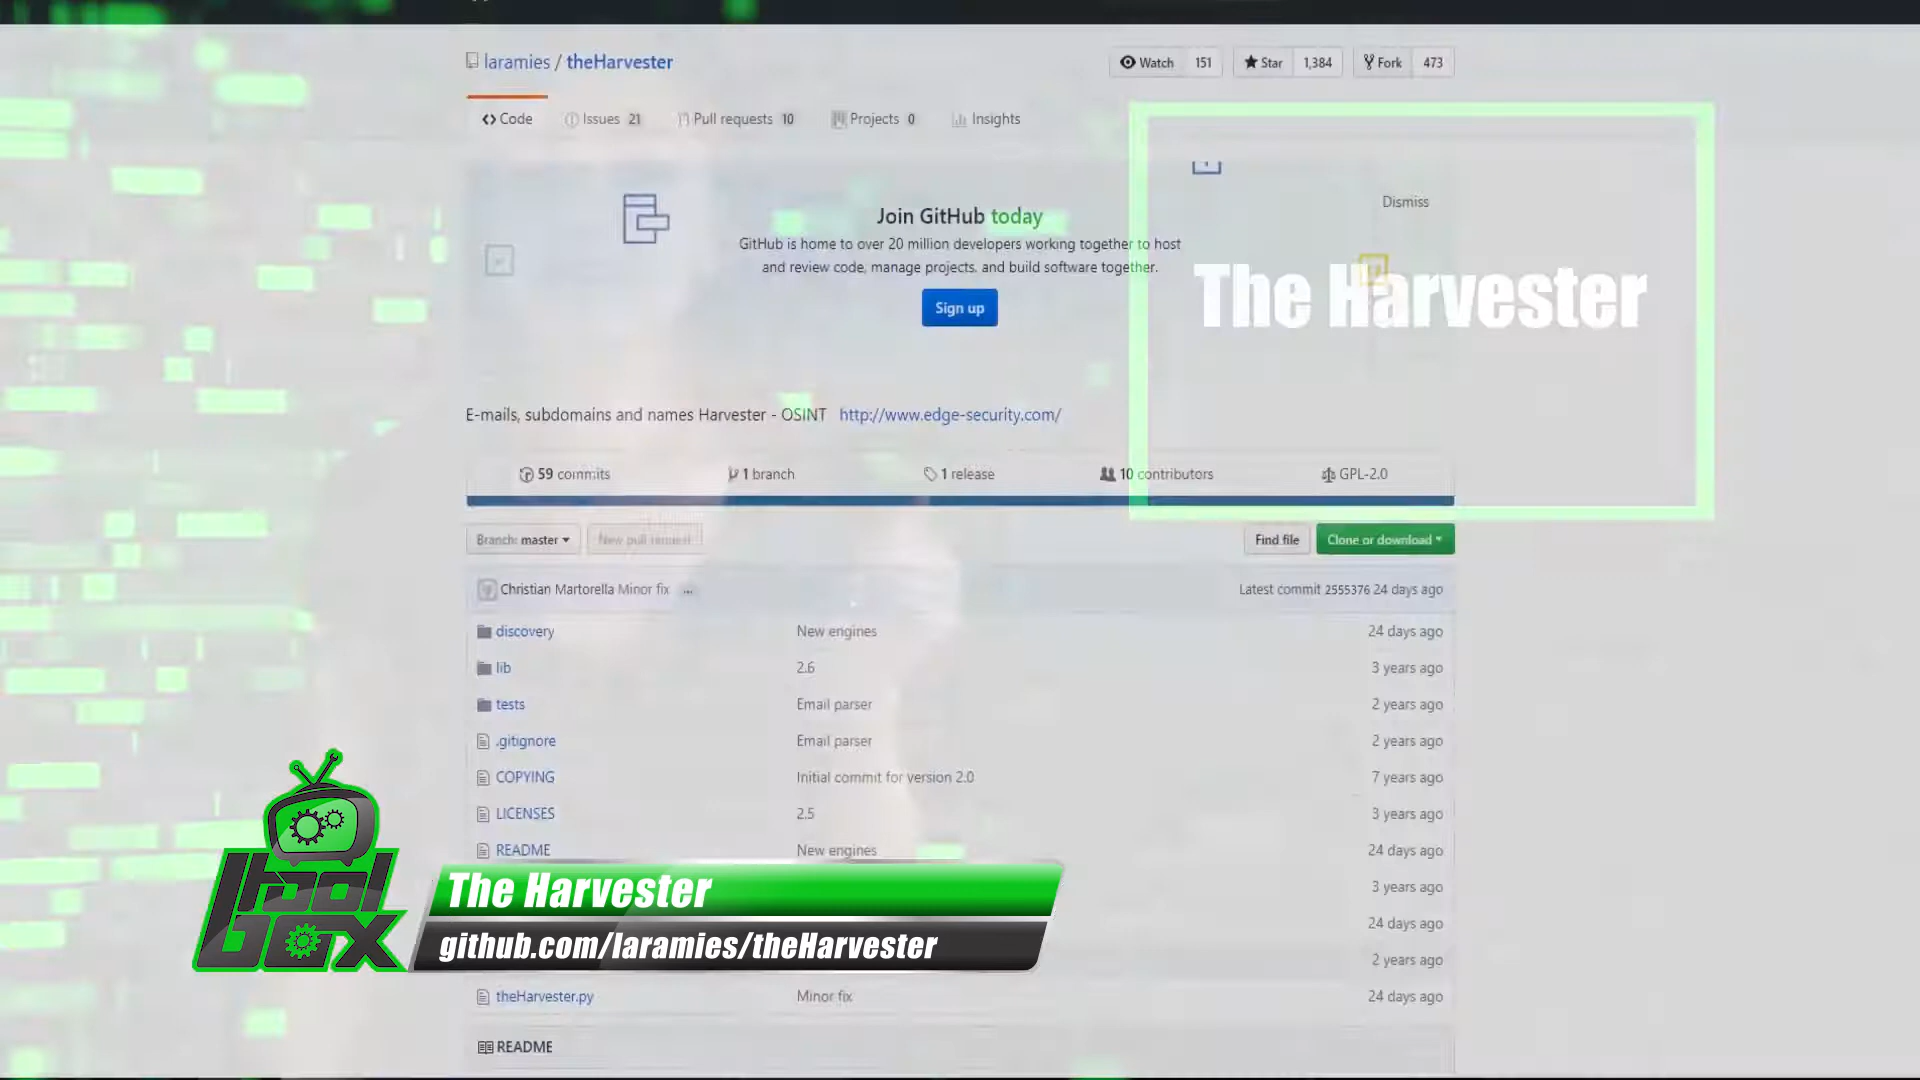 laramies / theHarvester
Watch 151 Star 1,384 Fork 473
Code Issues 21 Pull requests 10 Projects 0 Insights
Dismiss
Join GitHub today
GitHub is home to over 20 million developers working together to host
and review code, manage projects, and build software together.
Sign up
The Harvester
E-mails, subdomains and names Harvester - OSINT http://www.edge-security.com/
59 commits 1 branch 1 release 10 contributors GPL-2.0
Branch: master New pull request Find file Clone or download
Christian Martorella Minor fix ... Latest commit 2555376 24 days ago
discovery New engines 24 days ago
lib 2.6 3 years ago
tests Email parser 2 years ago
.gitignore Email parser 2 years ago
COPYING Initial commit for version 2.0 7 years ago
LICENSES 2.5 3 years ago
README New engines 24 days ago
3 years ago
24 days ago
2 years ago
Tool
Box
The Harvester
github.com/laramies/theHarvester
theHarvester.py Minor fix 24 days ago
README